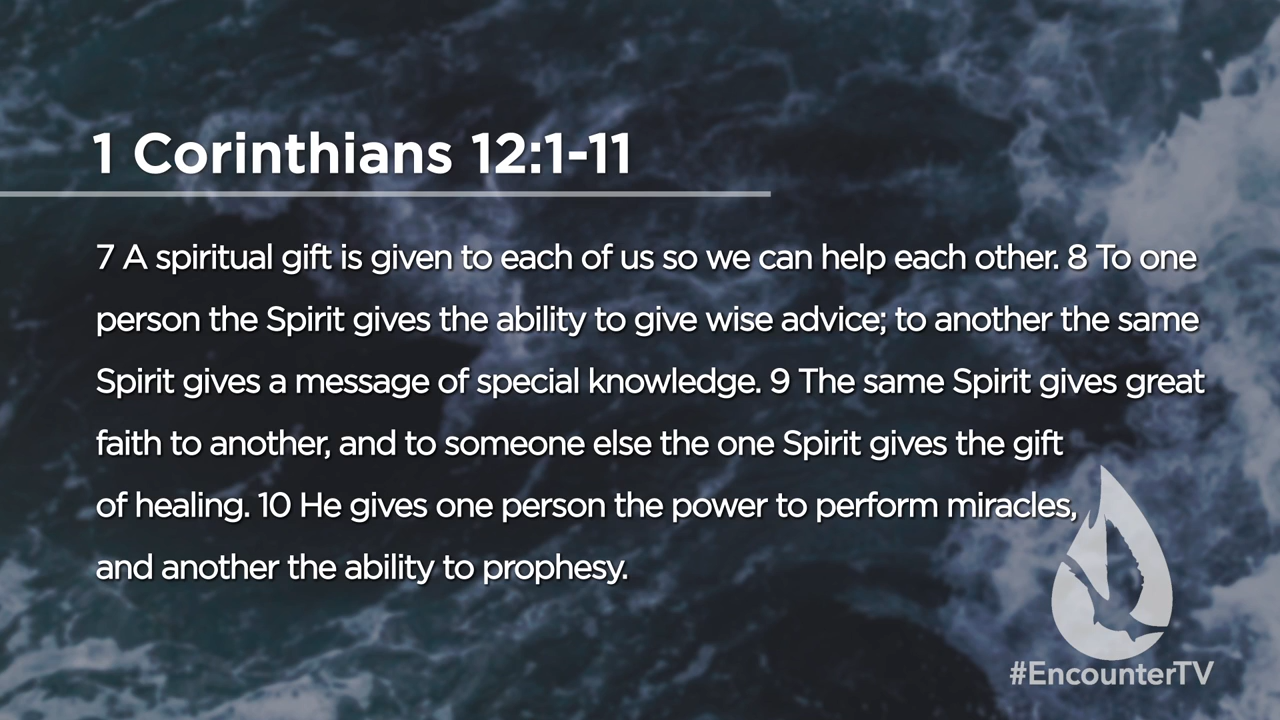 1 Corinthians 12:1-11
7 A spiritual gift is given to each of us so we can help each other. 8 To one
person the Spirit gives the ability to give wise advice; to another the same
Spirit gives a message of special knowledge. 9 The same Spirit gives great
faith to another, and to someone else the one Spirit gives the gift
of healing. 10 He gives one person the power to perform miracles,
and another the ability to prophesy.
#EncounterTV